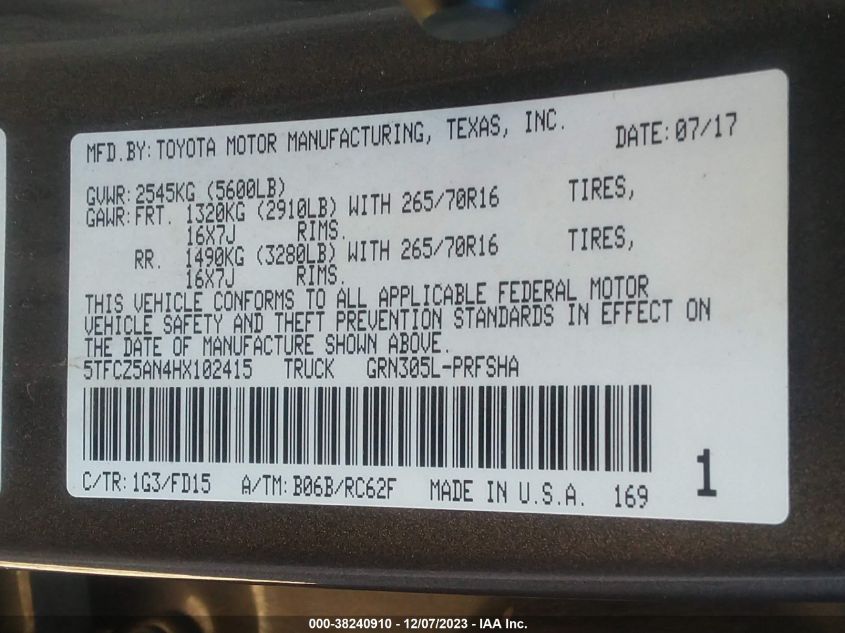 MFD.BY:TOYOTA MOTOR MANUFACTURING, TEXAS, INC. DATE:07/17
GVWR:2545KG (5600LB)
GAWR:FRT. 1320KG (2910LB) WITH 265/70R16 TIRES,
16X7J RIMS.
RR. 1490KG (3280LB) WITH 265/70R16 TIRES,
16X7J RIMS.
THIS VEHICLE CONFORMS TO ALL APPLICABLE FEDERAL MOTOR
VEHICLE SAFETY AND THEFT PREVENTION STANDARDS IN EFFECT ON
THE DATE OF MANUFACTURE SHOWN ABOVE.
5TFCZ5AN4HX102415 TRUCK GRN305L-PRFSHA
C/TR:1G3/FD15 A/TM:B06B/RC62F MADE IN U.S.A. 169
1
000-38240910 - 12/07/2023 - IAA Inc.